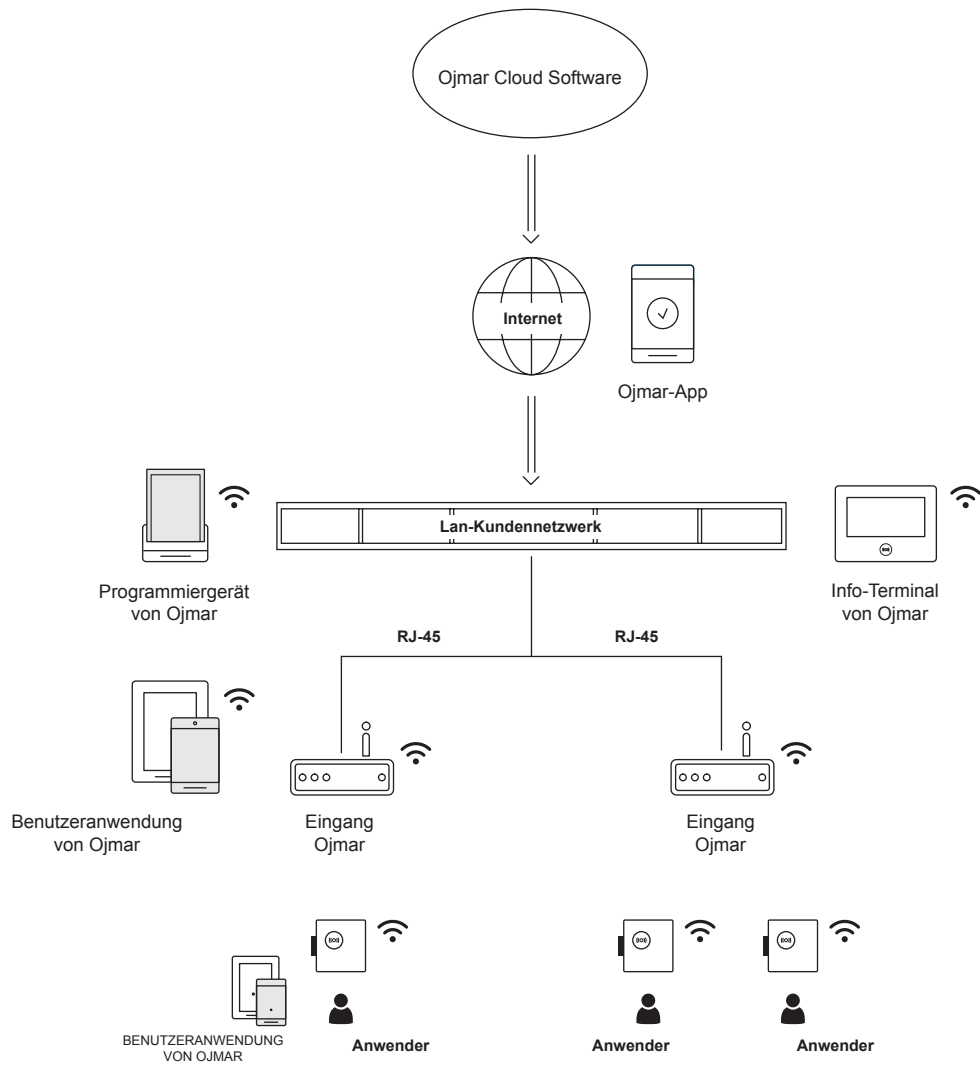 Ojmar Cloud Software
Internet
Ojmar-App
Lan-Kundennetzwerk
Programmiergerät
von Ojmar
Info-Terminal
von Ojmar
RJ-45
RJ-45
Benutzeranwendung
von Ojmar
Eingang
Ojmar
Eingang
Ojmar
BENUTZERANWENDUNG
VON OJMAR
Anwender
Anwender
Anwender